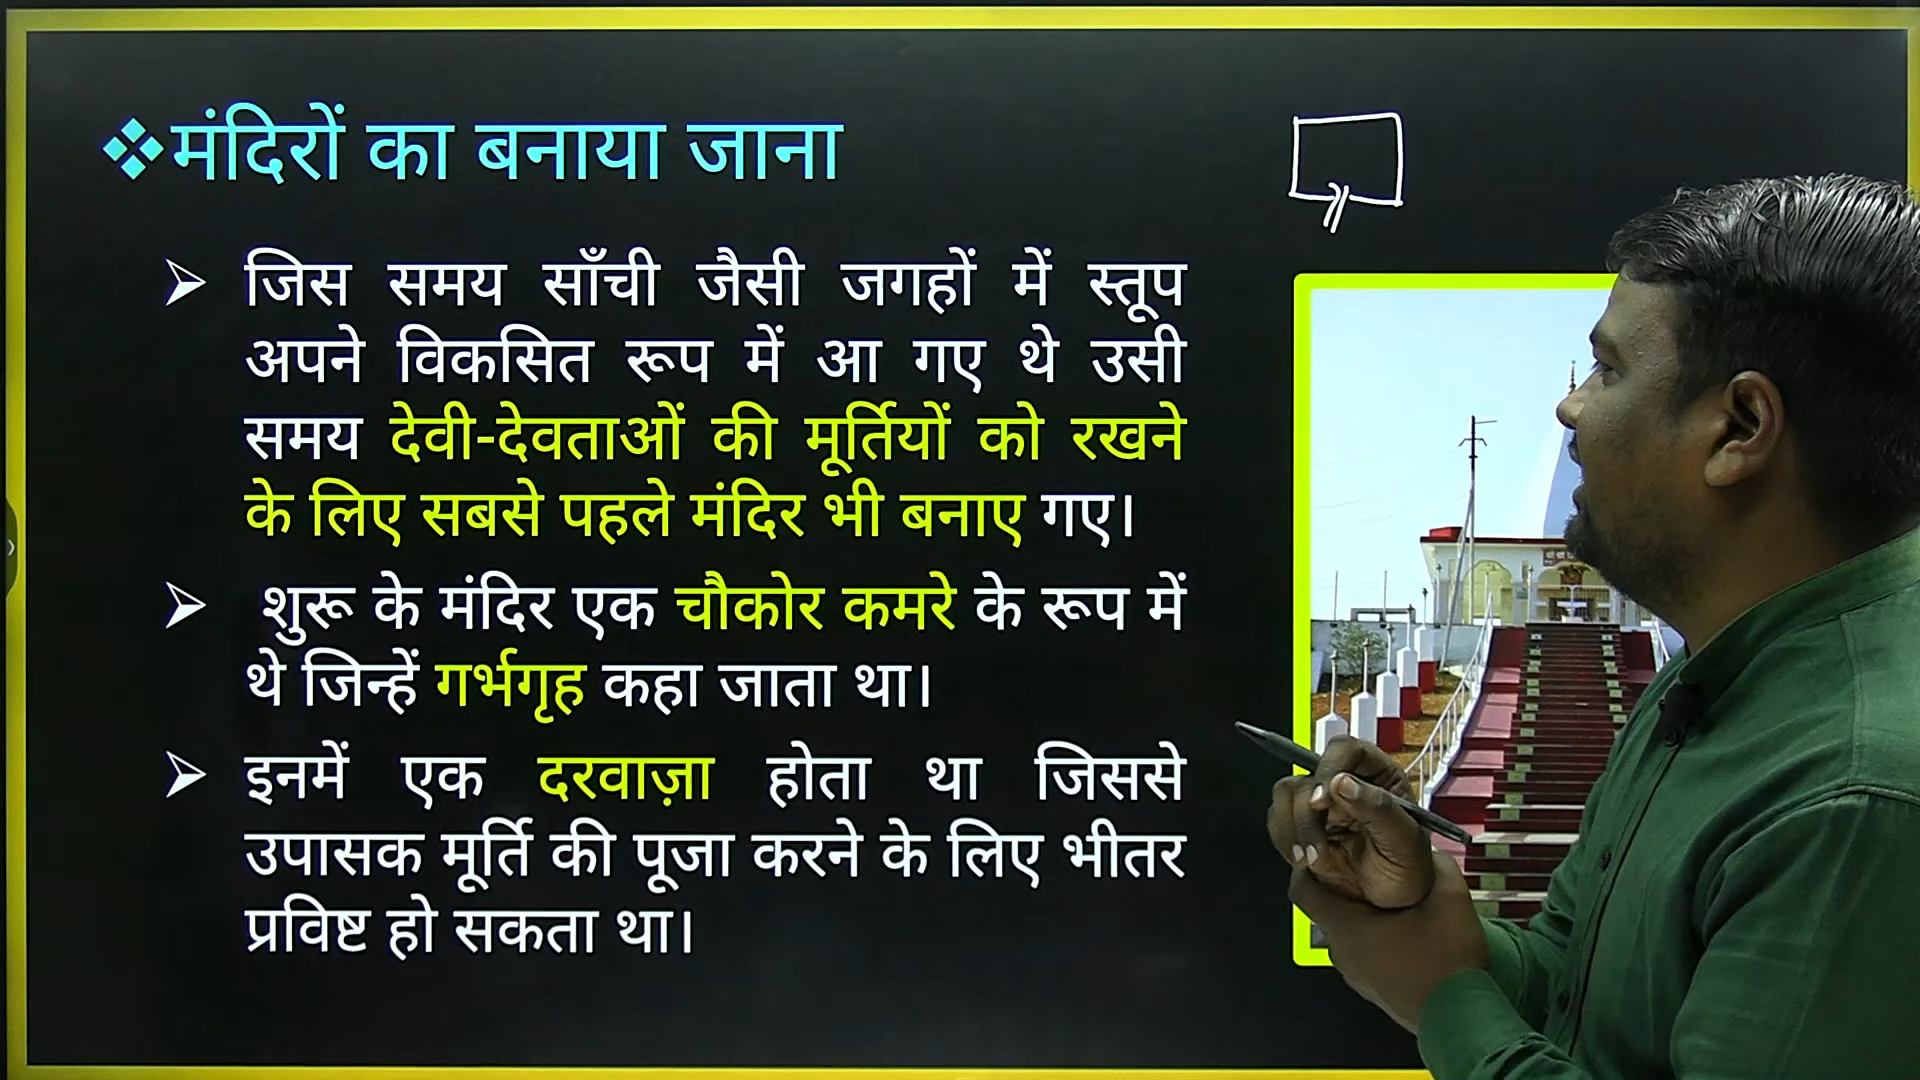 ❖मंदिरों का बनाया जाना
➢ जिस समय साँची जैसी जगहों में स्तूप
अपने विकसित रूप में आ गए थे उसी
समय देवी-देवताओं की मूर्तियों को रखने
के लिए सबसे पहले मंदिर भी बनाए गए।
➢ शुरू के मंदिर एक चौकोर कमरे के रूप में
थे जिन्हें गर्भगृह कहा जाता था।
➢ इनमें एक दरवाज़ा होता था जिससे
उपासक मूर्ति की पूजा करने के लिए भीतर
प्रविष्ट हो सकता था।